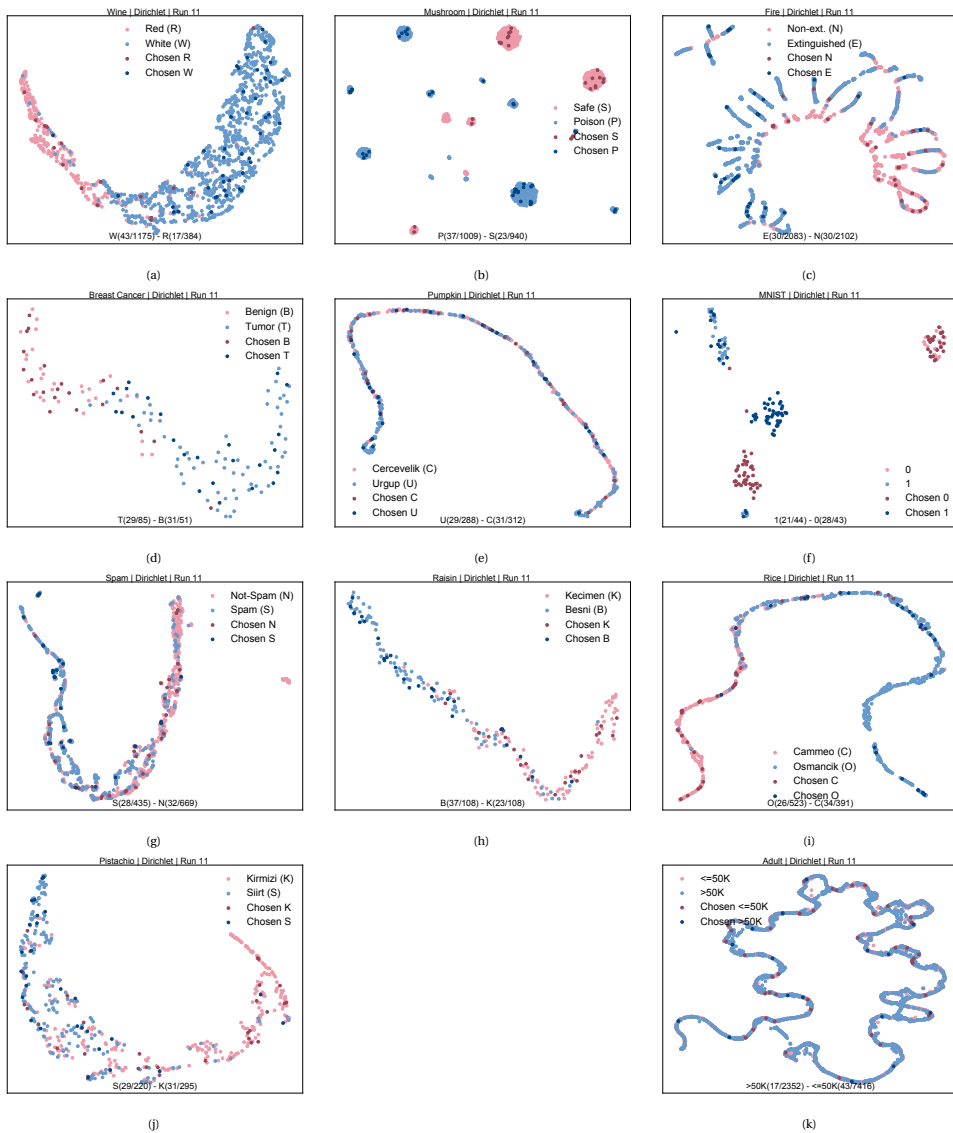 Wine | Dirichlet | Run 11
Red (R)
White (W)
Chosen R
Chosen W
W(43/1175) - R(17/384)
(a)
Mushroom | Dirichlet | Run 11
Safe (S)
Poison (P)
Chosen S
Chosen P
P(37/1009) - S(23/940)
(b)
Fire | Dirichlet | Run 11
Non-ext. (N)
Extinguished (E)
Chosen N
Chosen E
E(30/2083) - N(30/2102)
(c)
Breast Cancer | Dirichlet | Run 11
Benign (B)
Tumor (T)
Chosen B
Chosen T
T(29/85) - B(31/51)
(d)
Pumpkin | Dirichlet | Run 11
Cercevelik (C)
Urgup (U)
Chosen C
Chosen U
U(29/288) - C(31/312)
(e)
MNIST | Dirichlet | Run 11
0
1
Chosen 0
Chosen 1
1(21/44) - 0(28/43)
(f)
Spam | Dirichlet | Run 11
Not-Spam (N)
Spam (S)
Chosen N
Chosen S
S(28/435) - N(32/669)
(g)
Raisin | Dirichlet | Run 11
Kecimen (K)
Besni (B)
Chosen K
Chosen B
B(37/108) - K(23/108)
(h)
Rice | Dirichlet | Run 11
Cammeo (C)
Osmancik (O)
Chosen C
Chosen O
O(26/523) - C(34/391)
(i)
Pistachio | Dirichlet | Run 11
Kirmizi (K)
Siirt (S)
Chosen K
Chosen S
S(29/220) - K(31/295)
(j)
Adult | Dirichlet | Run 11
<=50K
>50K
Chosen <=50K
Chosen >50K
>50K(17/2352) - <=50K(43/7416)
(k)